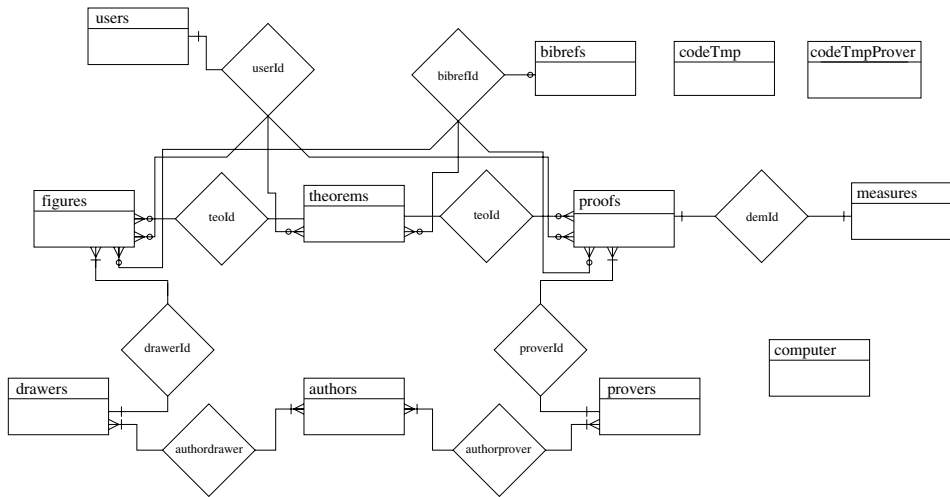 users
bibrefs
codeTmp
codeTmpProver
userId
bibrefId
figures
theorems
proofs
measures
teoId
teoId
demId
drawerId
proverId
computer
drawers
authors
provers
authordrawer
authorprover